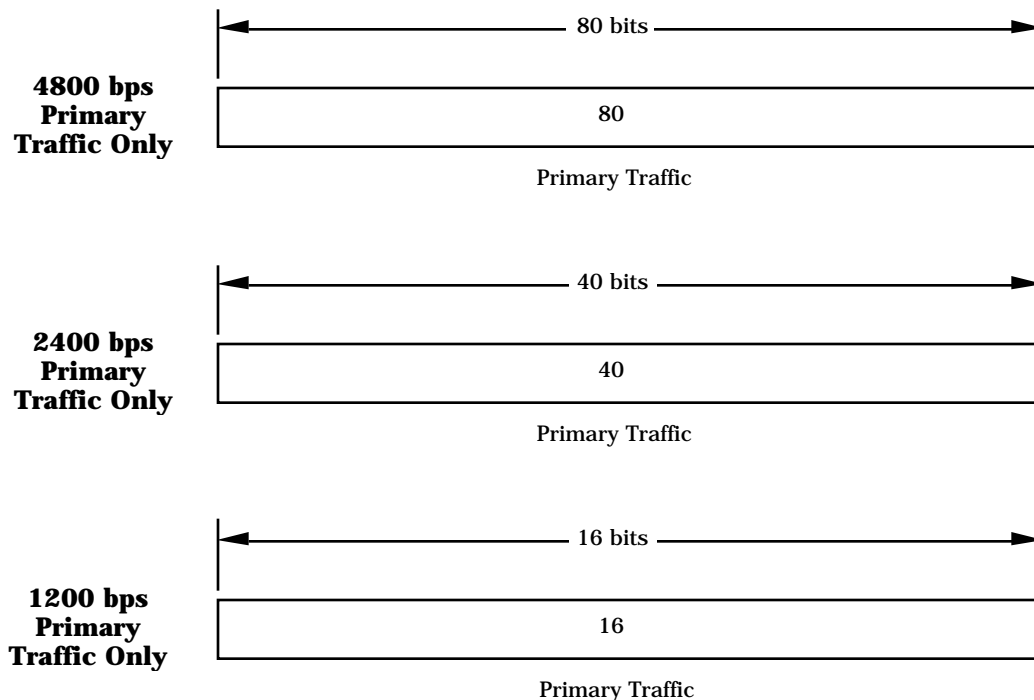 80 bits
4800 bps
Primary
Traffic Only
80
Primary Traffic
40 bits
2400 bps
Primary
Traffic Only
40
Primary Traffic
16 bits
1200 bps
Primary
Traffic Only
16
Primary Traffic